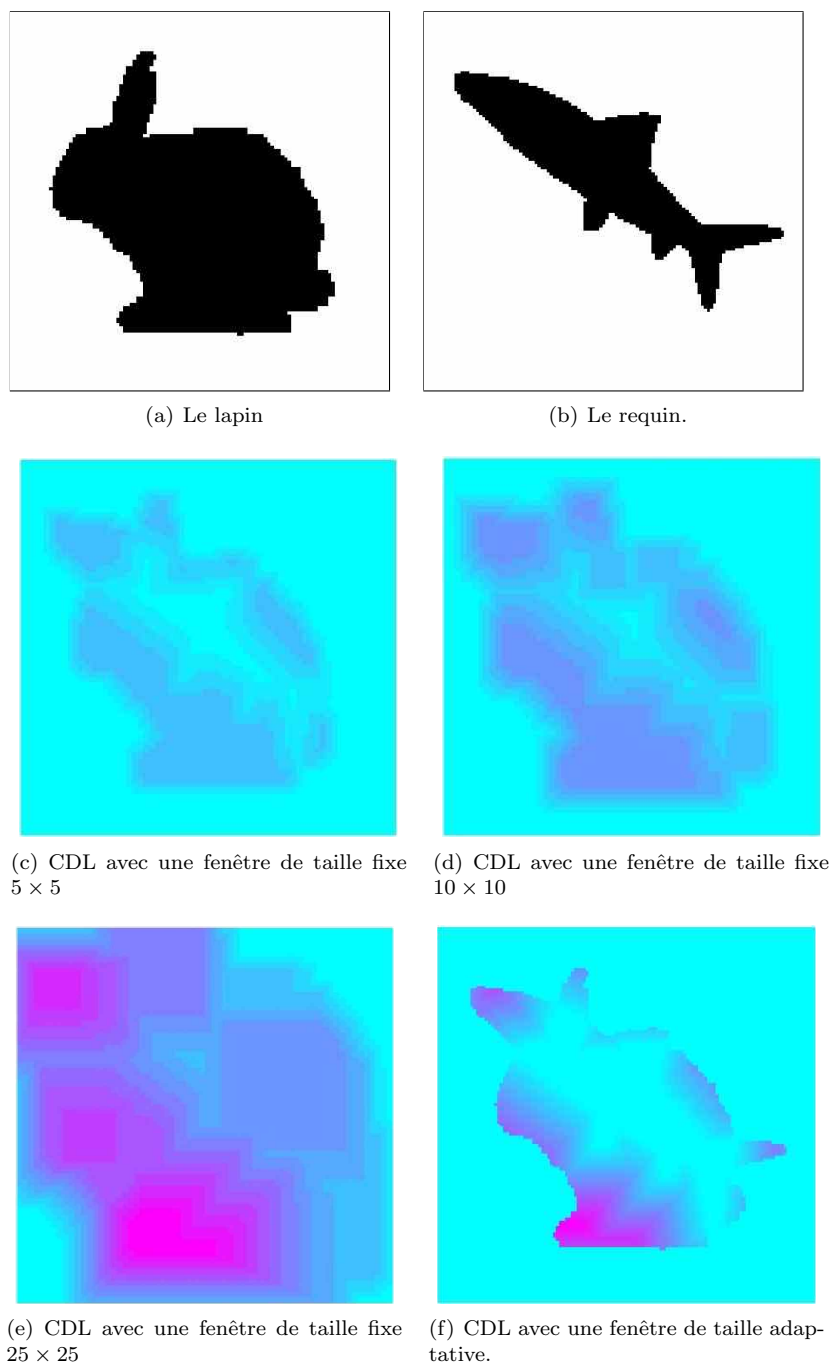 (a) Le lapin
(b) Le requin.
(c) CDL avec une fenêtre de taille fixe
5 × 5
(d) CDL avec une fenêtre de taille fixe
10 × 10
(e) CDL avec une fenêtre de taille fixe
25 × 25
(f) CDL avec une fenêtre de taille adap-
tative.